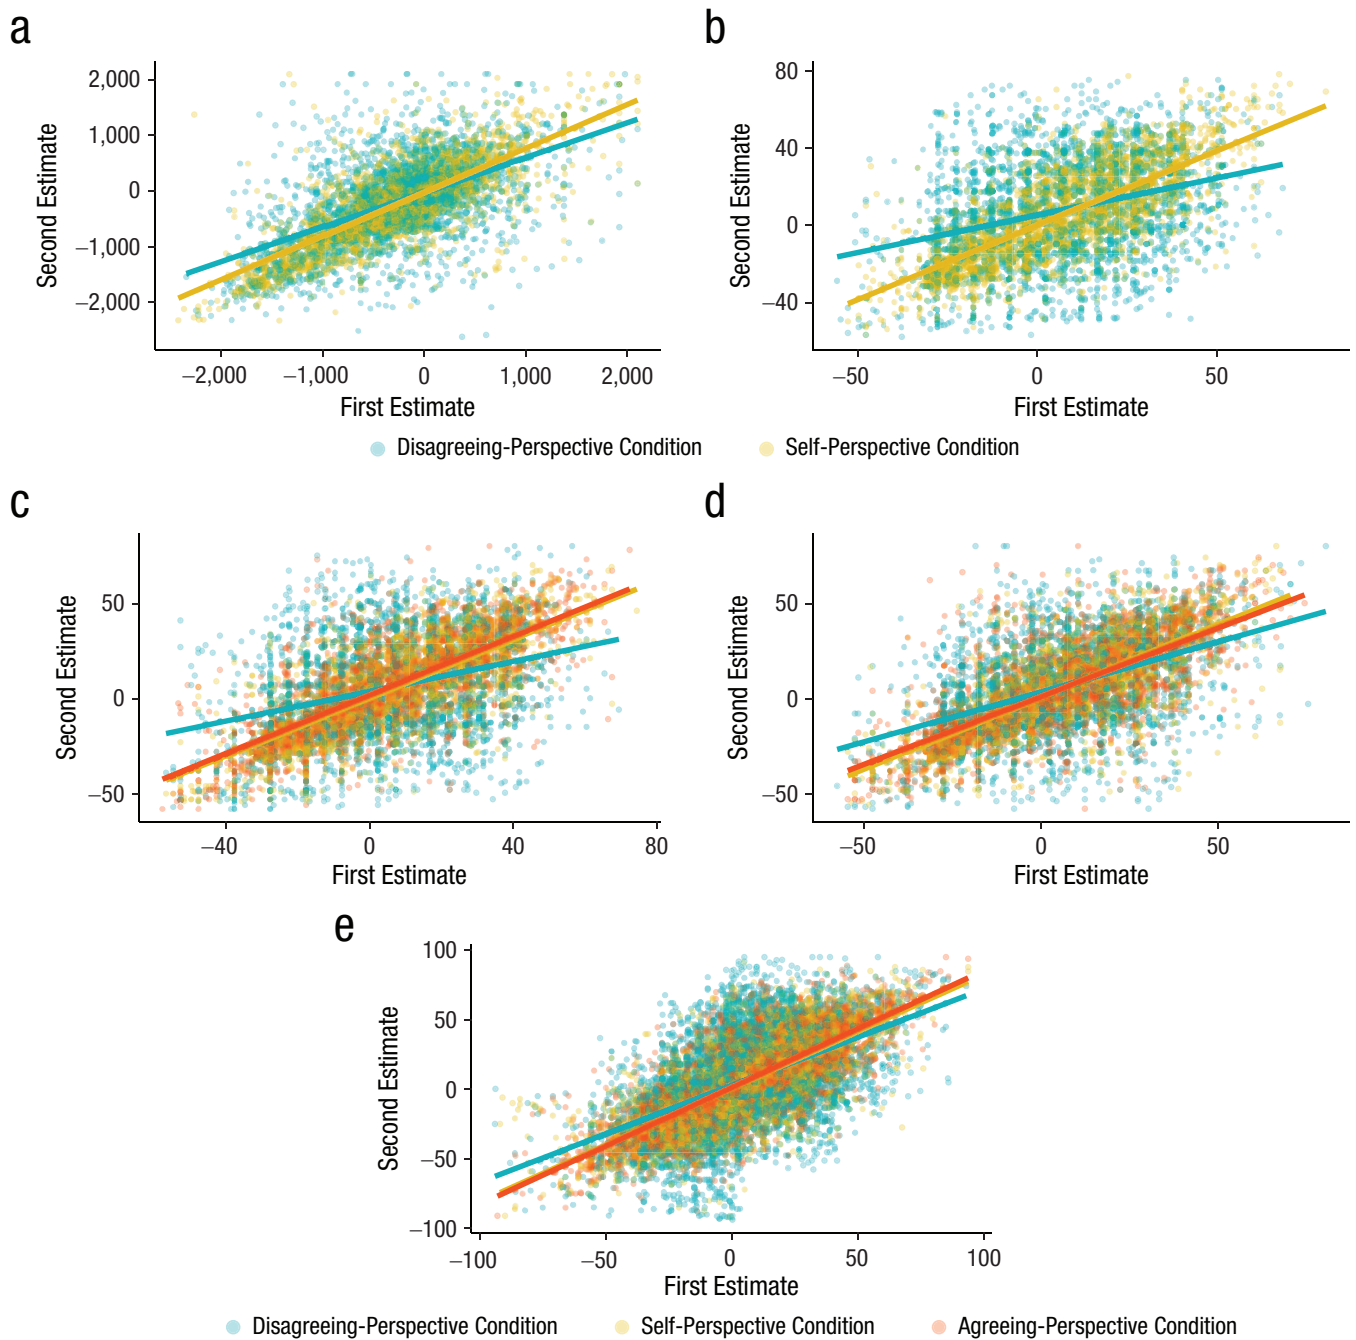 a
b
2,000
1,000
0
−1,000
−2,000
Second Estimate
−2,000 −1,000 0 1,000 2,000
First Estimate
80
40
0
−40
Second Estimate
−50 0 50
First Estimate
Disagreeing-Perspective Condition Self-Perspective Condition
c
d
50
0
−50
Second Estimate
−40 0 40 80
First Estimate
50
0
−50
Second Estimate
−50 0 50
First Estimate
e
100
50
0
−50
−100
Second Estimate
−100 −50 0 50 100
First Estimate
Disagreeing-Perspective Condition Self-Perspective Condition Agreeing-Perspective Condition